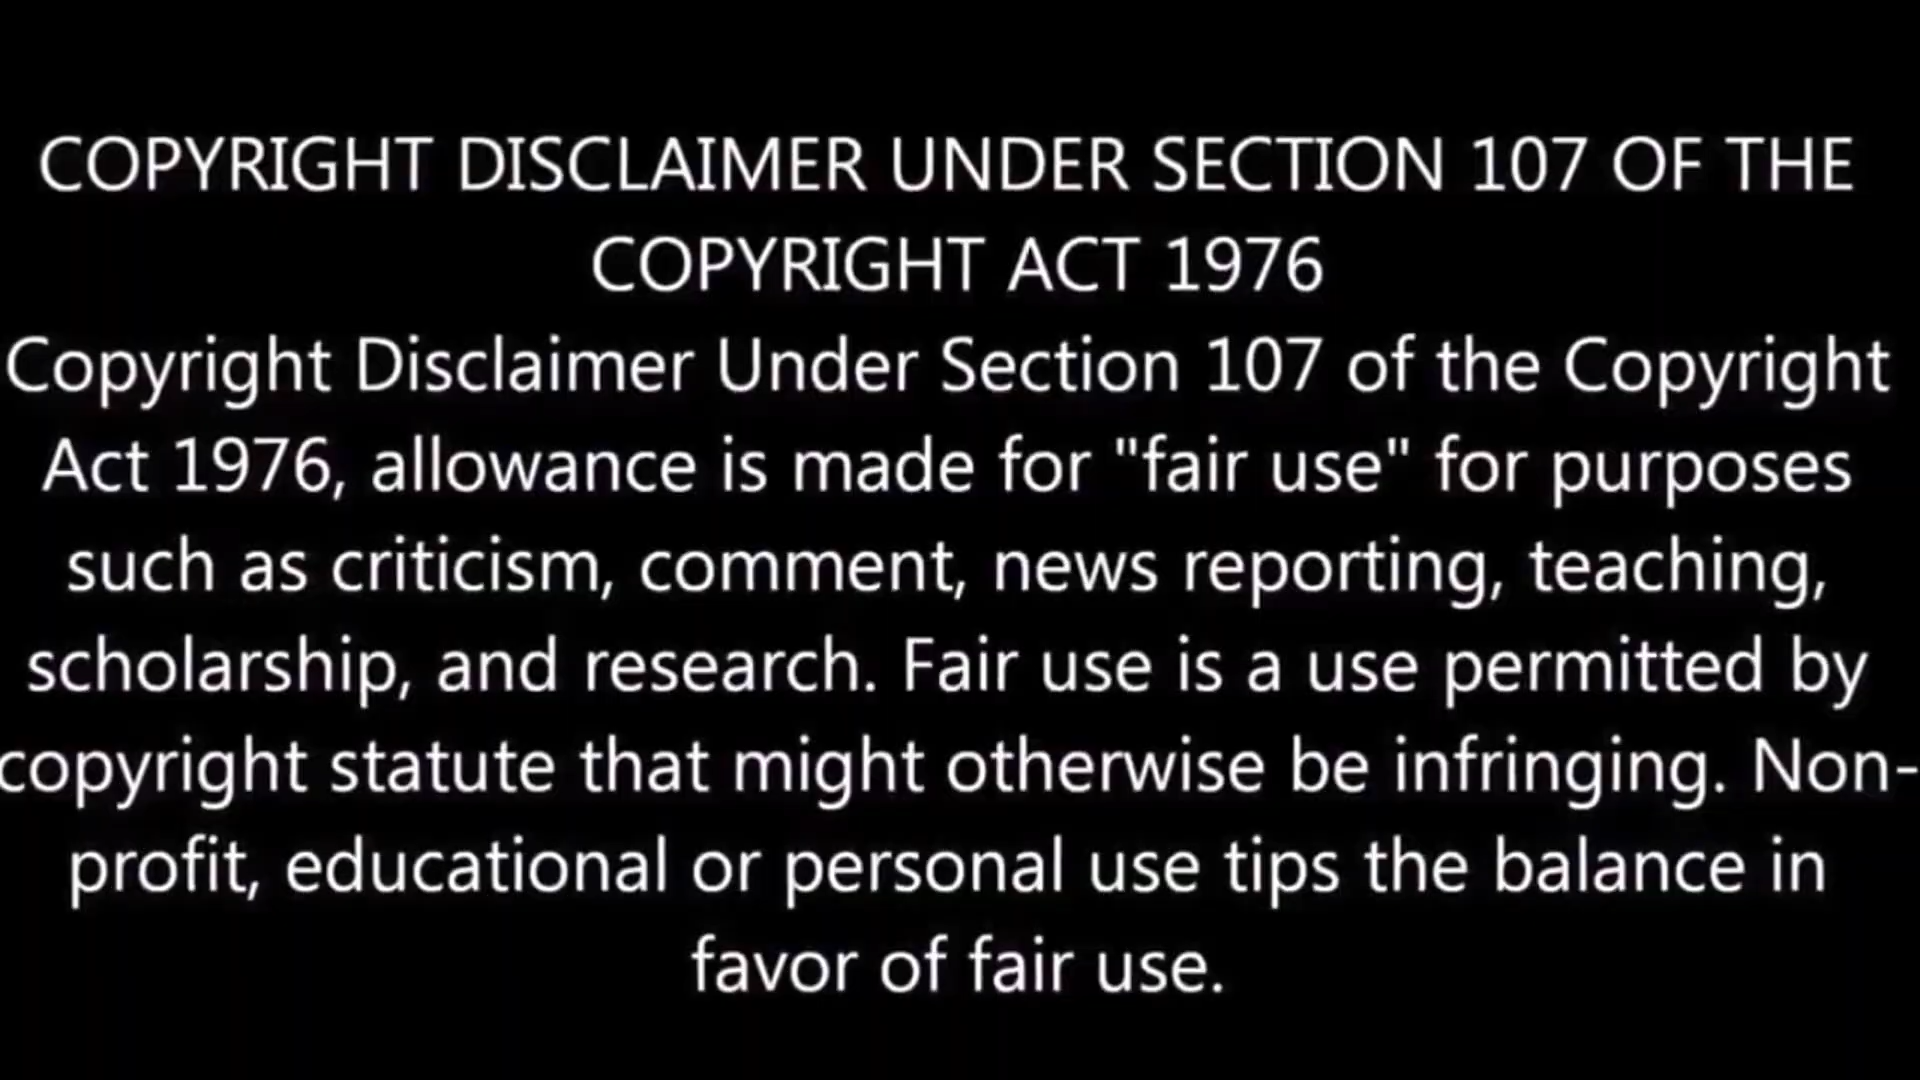 COPYRIGHT DISCLAIMER UNDER SECTION 107 OF THE
COPYRIGHT ACT 1976
Copyright Disclaimer Under Section 107 of the Copyright
Act 1976, allowance is made for "fair use" for purposes
such as criticism, comment, news reporting, teaching,
scholarship, and research. Fair use is a use permitted by
copyright statute that might otherwise be infringing. Non-
profit, educational or personal use tips the balance in
favor of fair use.